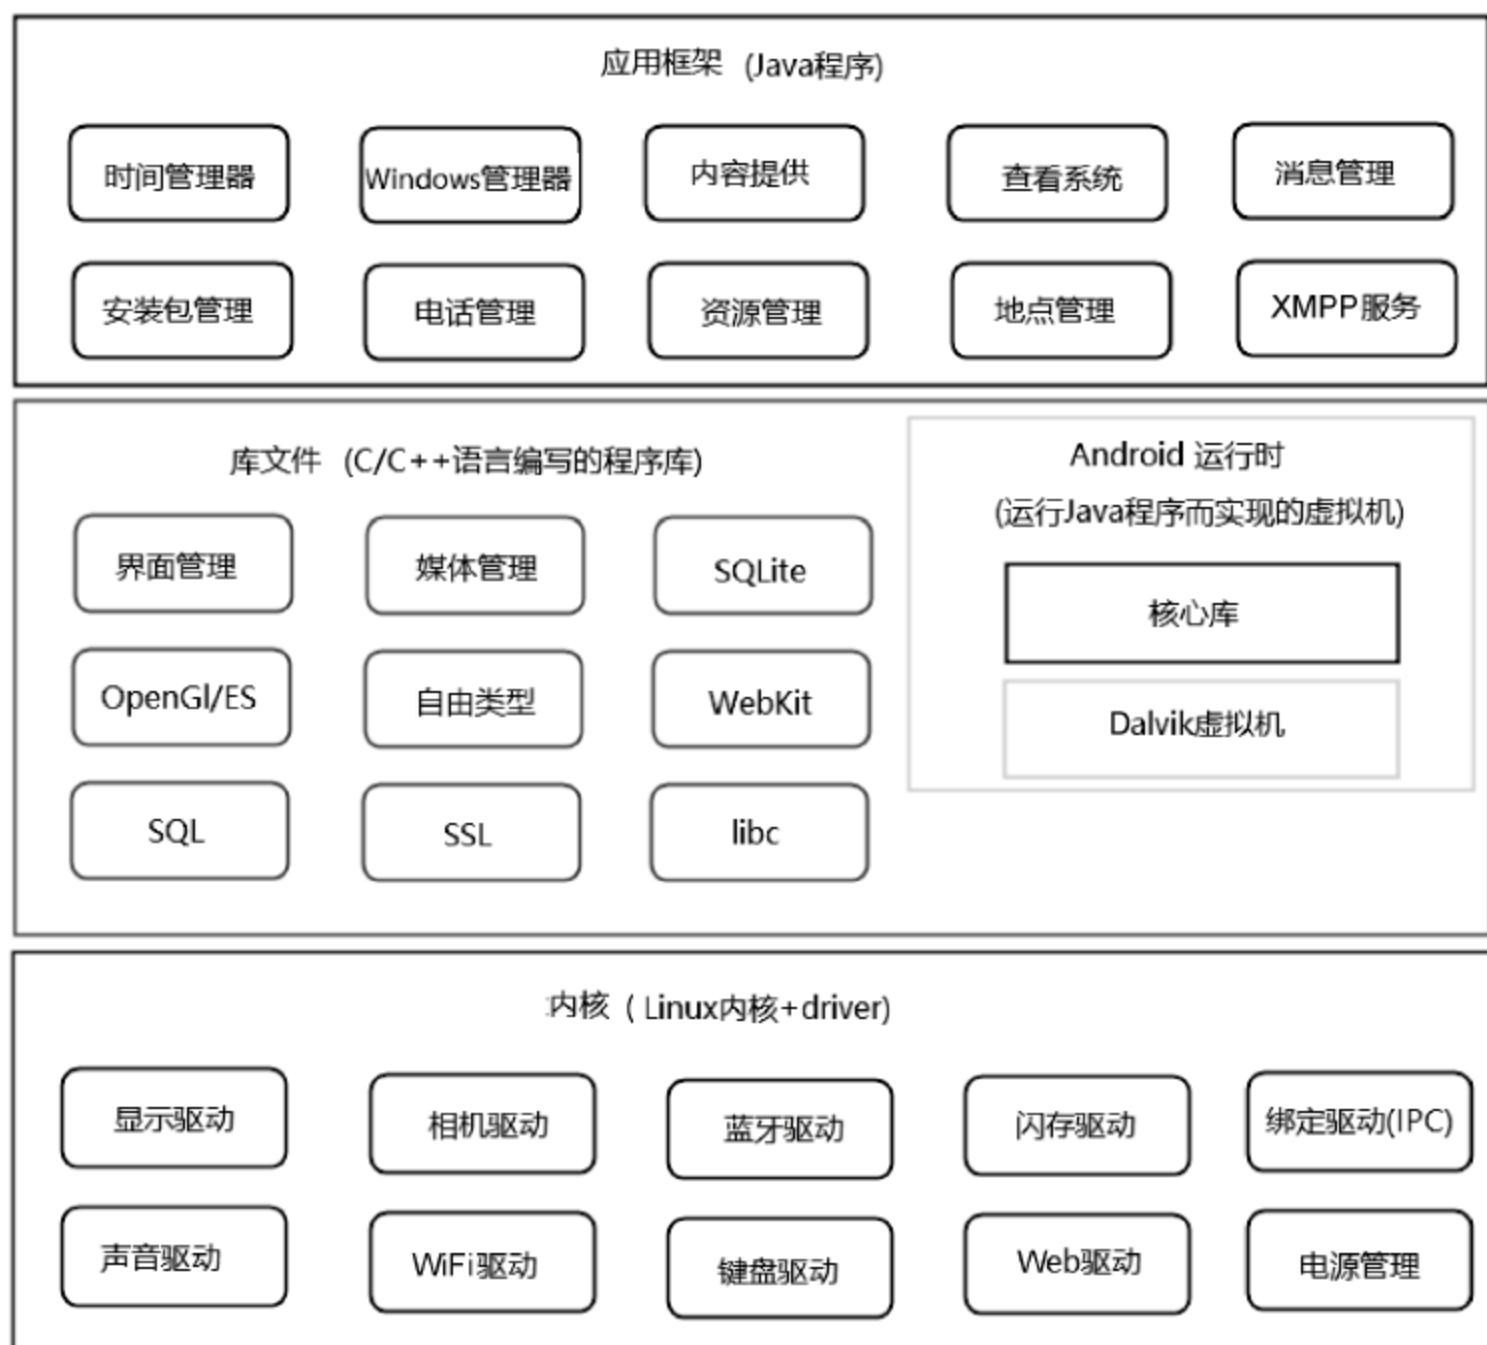 应用框架 (Java程序)
时间管理器 Windows管理器 内容提供 查看系统 消息管理
安装包管理 电话管理 资源管理 地点管理 XMPP服务
库文件 (C/C++语言编写的程序库)
界面管理 媒体管理 SQLite
OpenGl/ES 自由类型 WebKit
SQL SSL libc
Android 运行时
(运行Java程序而实现的虚拟机)
核心库
Dalvik虚拟机
内核 ( Linux内核+driver)
显示驱动 相机驱动 蓝牙驱动 闪存驱动 绑定驱动(IPC)
声音驱动 WiFi驱动 键盘驱动 Web驱动 电源管理